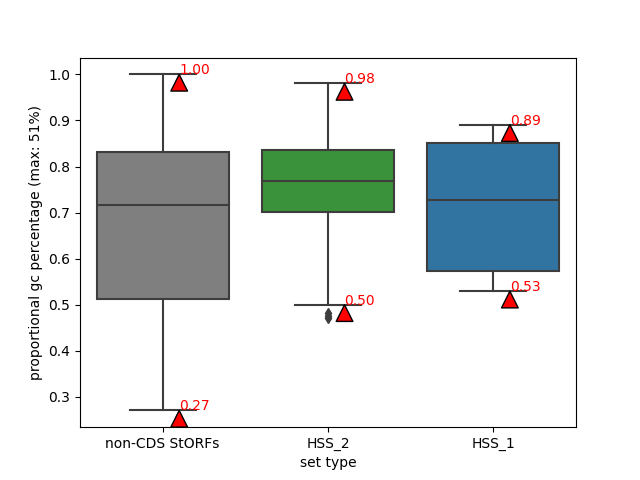 proportional gc percentage (max: 51%)
1.0
0.9
0.8
0.7
0.6
0.5
0.4
0.3
1.00
0.98
0.89
0.50
0.53
0.27
non-CDS StORFs
HSS_2
HSS_1
set type